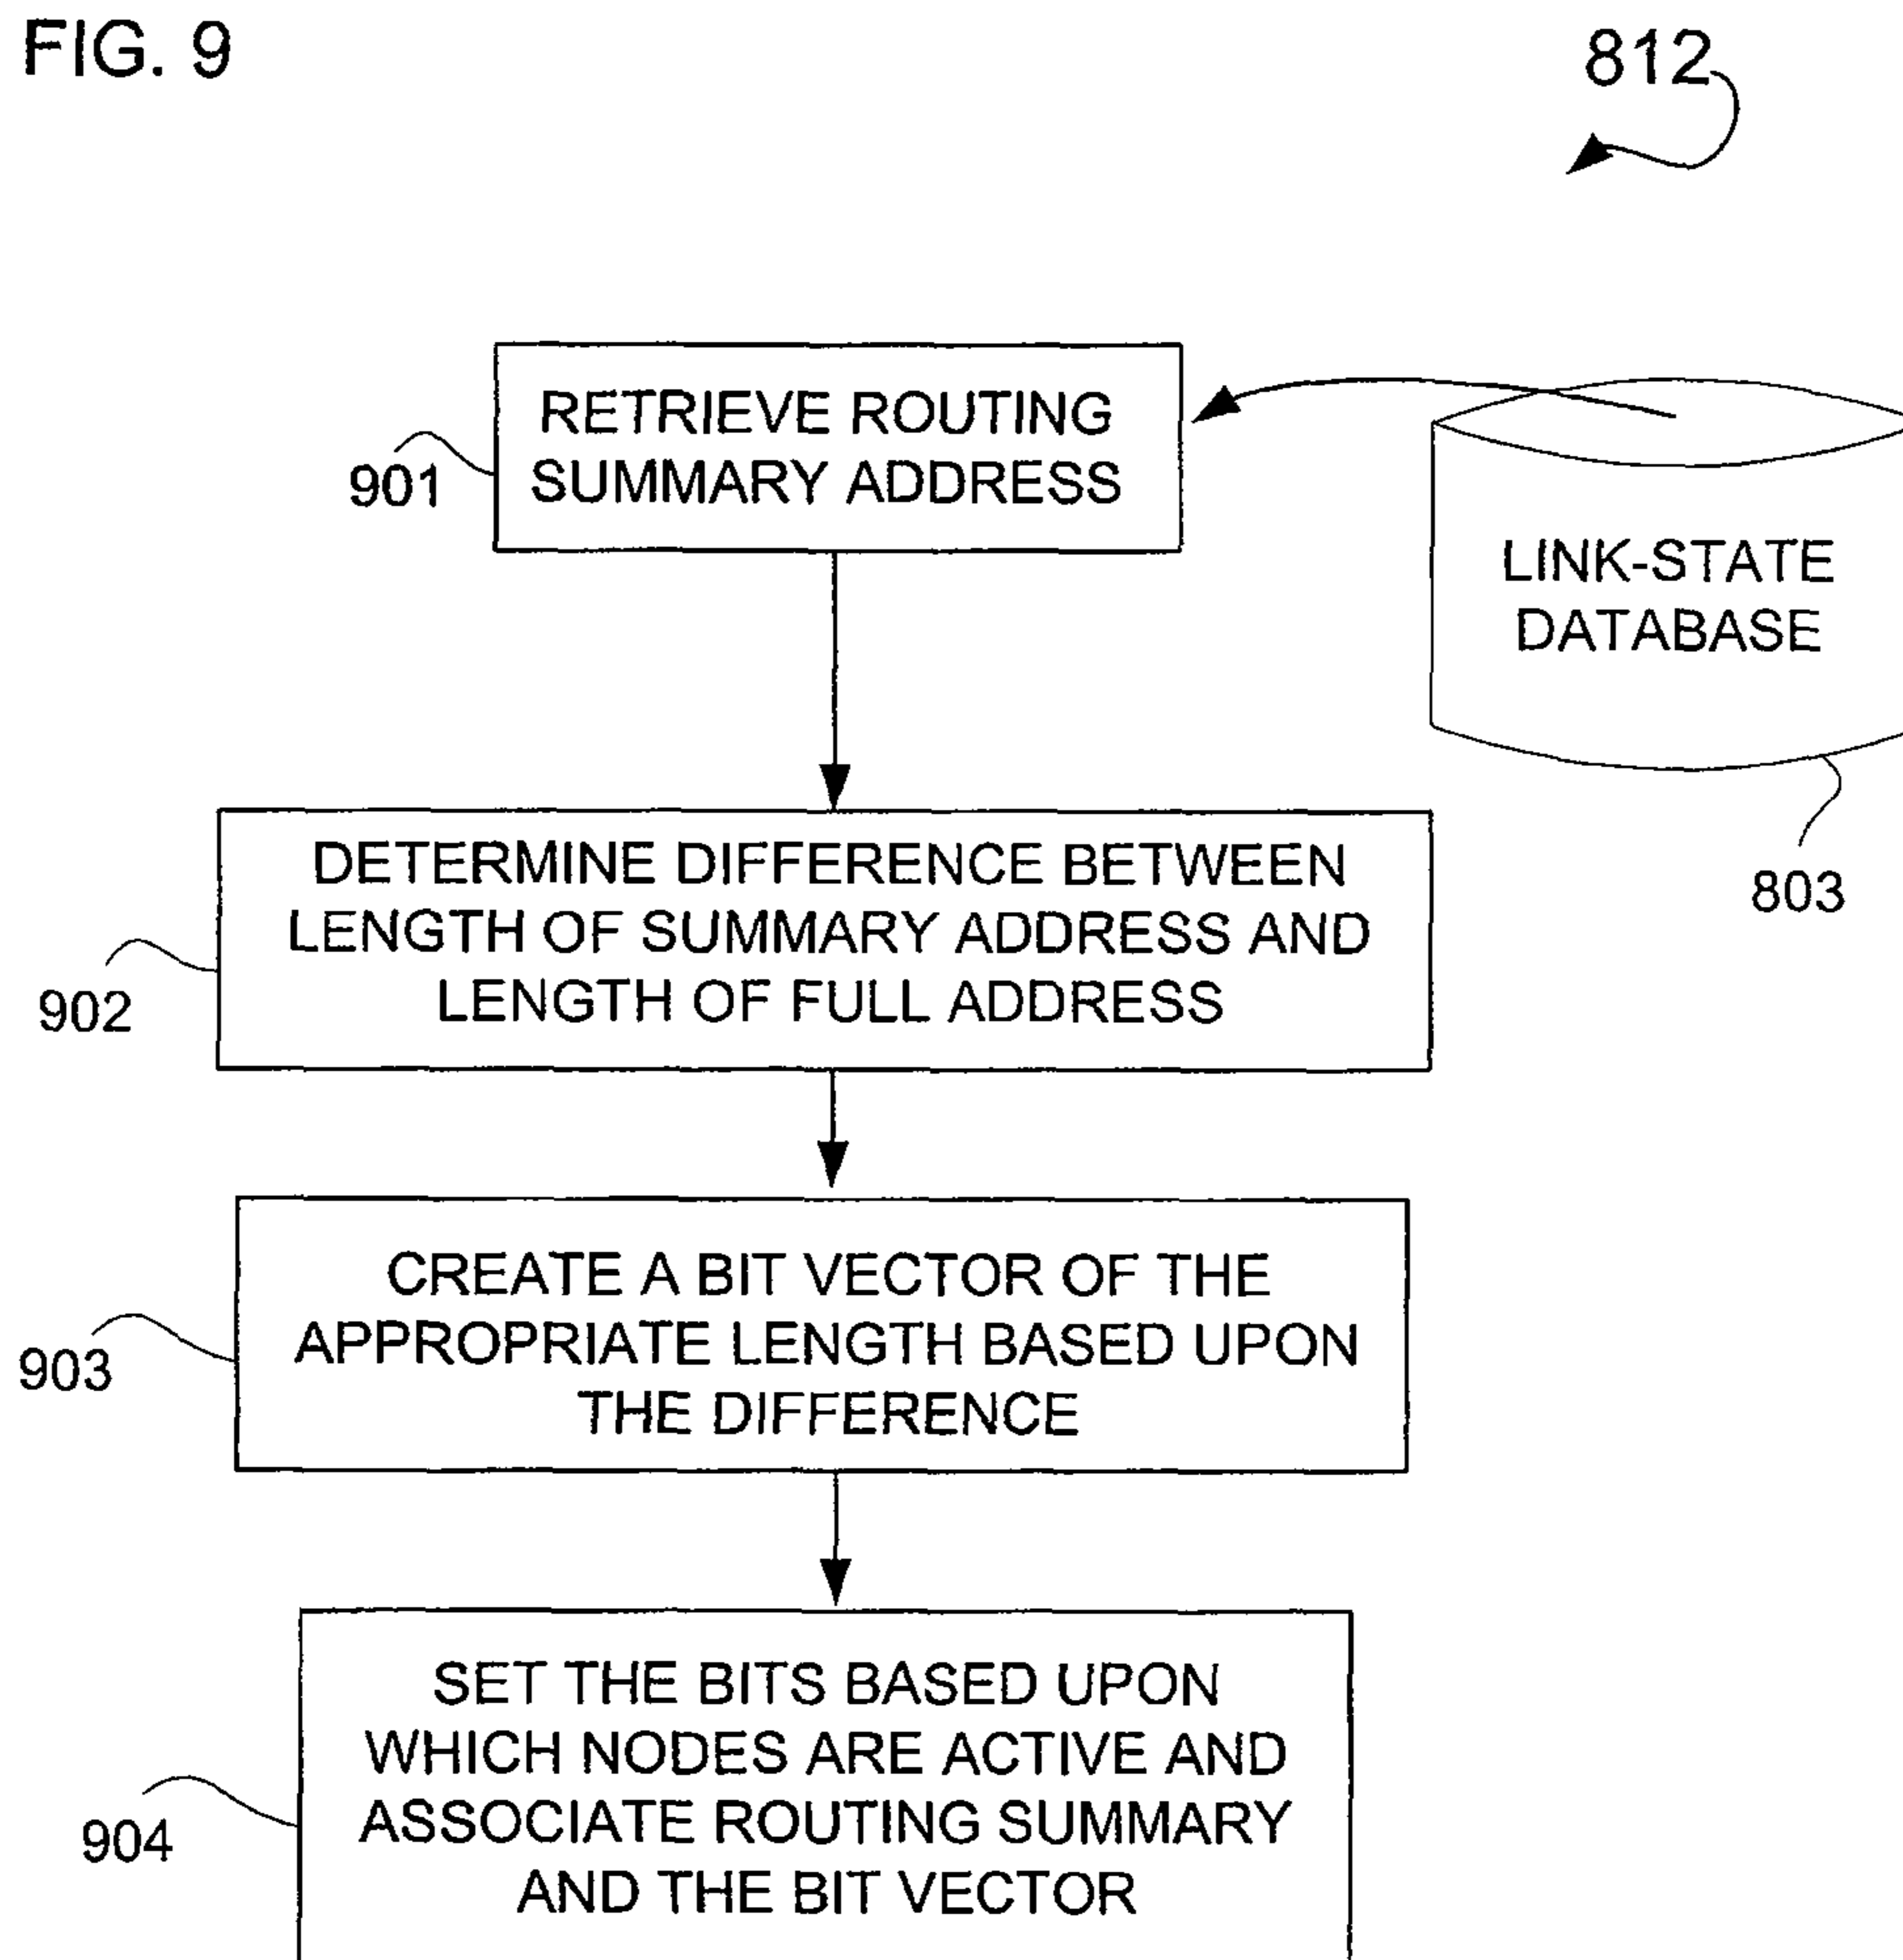 FIG. 9
812
RETRIEVE ROUTING
SUMMARY ADDRESS
901
LINK-STATE
DATABASE
803
DETERMINE DIFFERENCE BETWEEN
LENGTH OF SUMMARY ADDRESS AND
LENGTH OF FULL ADDRESS
902
CREATE A BIT VECTOR OF THE
APPROPRIATE LENGTH BASED UPON
THE DIFFERENCE
903
SET THE BITS BASED UPON
WHICH NODES ARE ACTIVE AND
ASSOCIATE ROUTING SUMMARY
AND THE BIT VECTOR
904